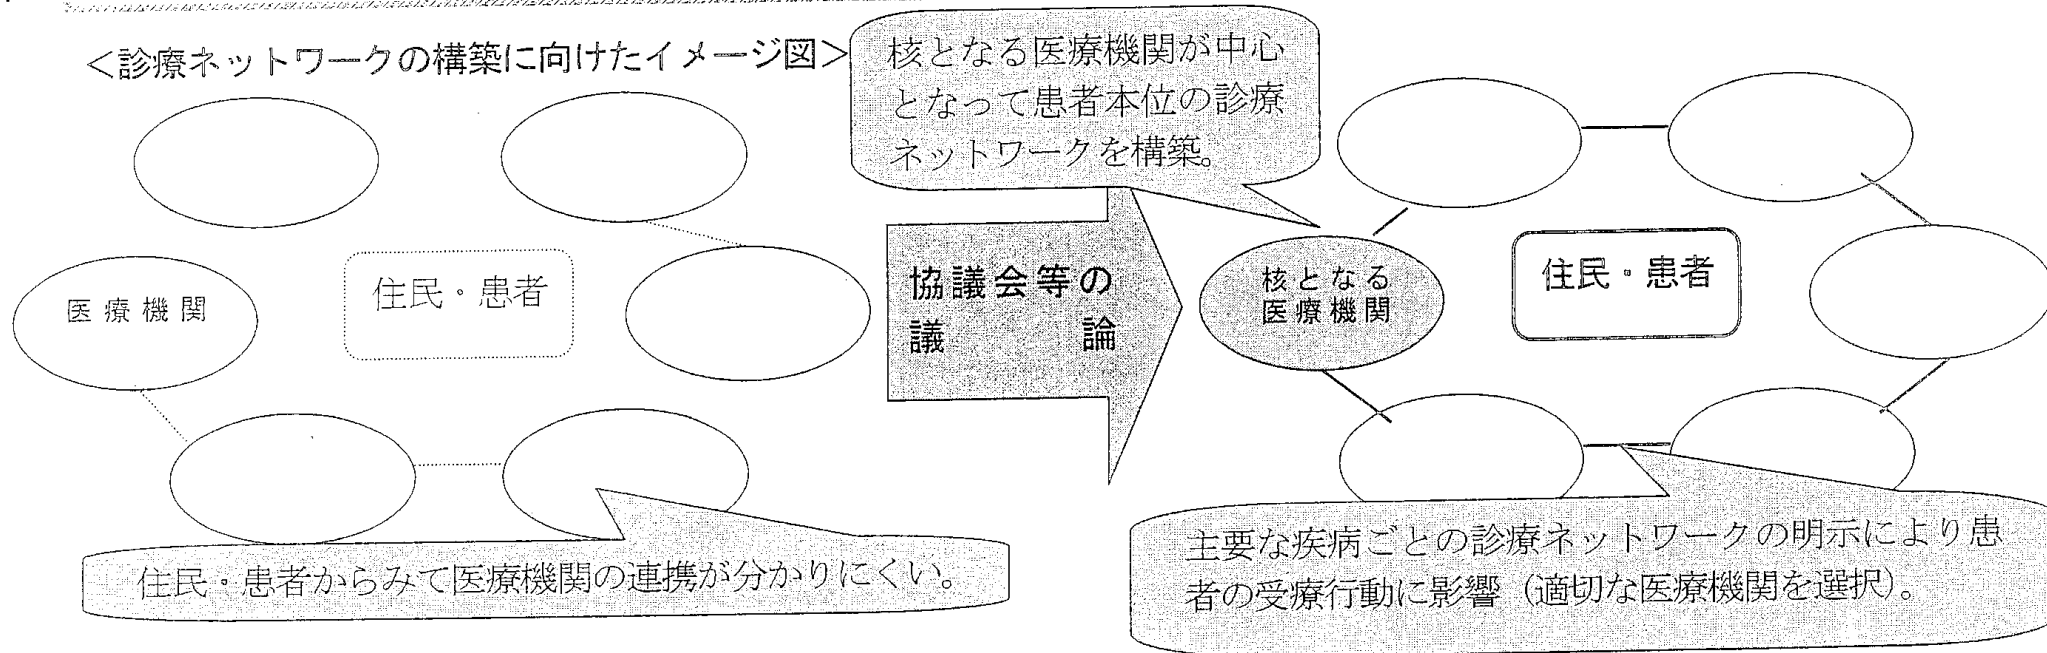 ＜診療ネットワークの構築に向けたイメージ図＞
核となる医療機関が中心
となって患者本位の診療
ネットワークを構築。
医療機関
住民・患者
協議会等の
議論
核となる
医療機関
住民・患者
住民・患者からみて医療機関の連携が分かりにくい。
主要な疾病ごとの診療ネットワークの明示により患
者の受療行動に影響（適切な医療機関を選択）。